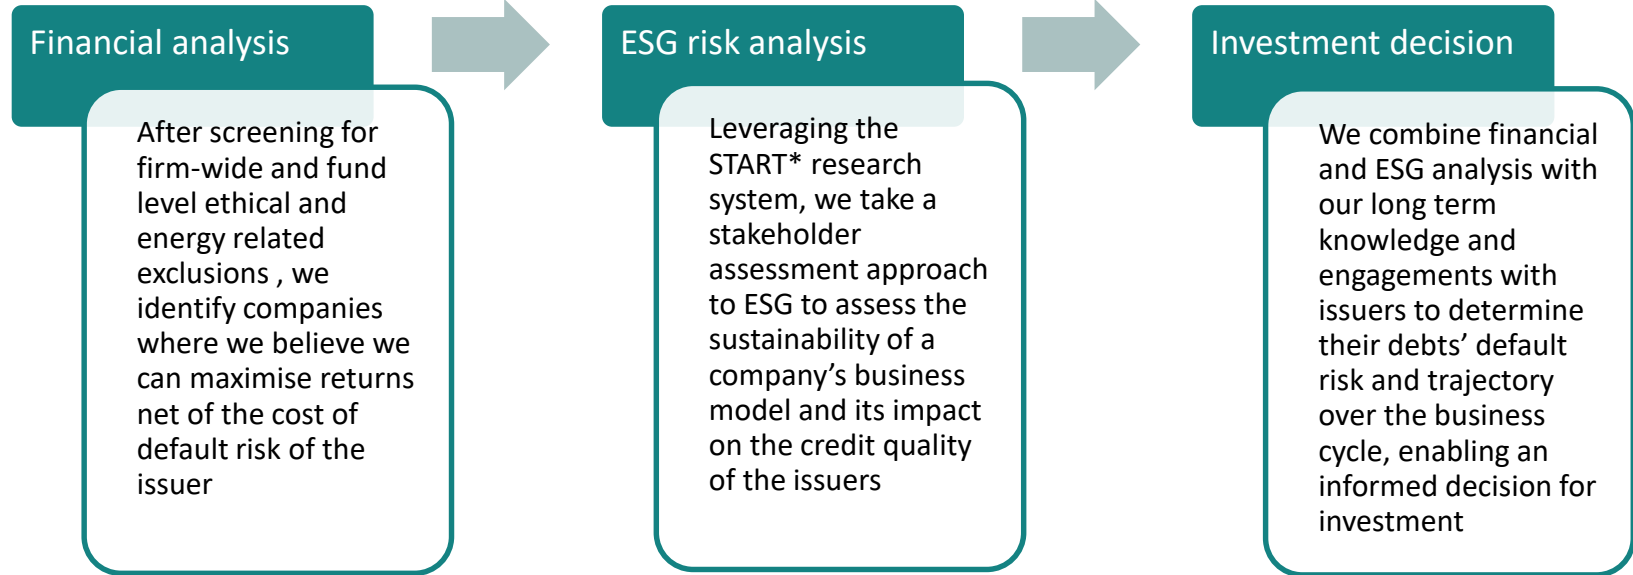 Financial analysis
After screening for
firm-wide and fund
level ethical and
energy related
exclusions , we
identify companies
where we believe we
can maximise returns
net of the cost of
default risk of the
issuer
ESG risk analysis
Leveraging the
START* research
system, we take a
stakeholder
assessment approach
to ESG to assess the
sustainability of a
company’s business
model and its impact
on the credit quality
of the issuers
Investment decision
We combine financial
and ESG analysis with
our long term
knowledge and
engagements with
issuers to determine
their debts’ default
risk and trajectory
over the business
cycle, enabling an
informed decision for
investment